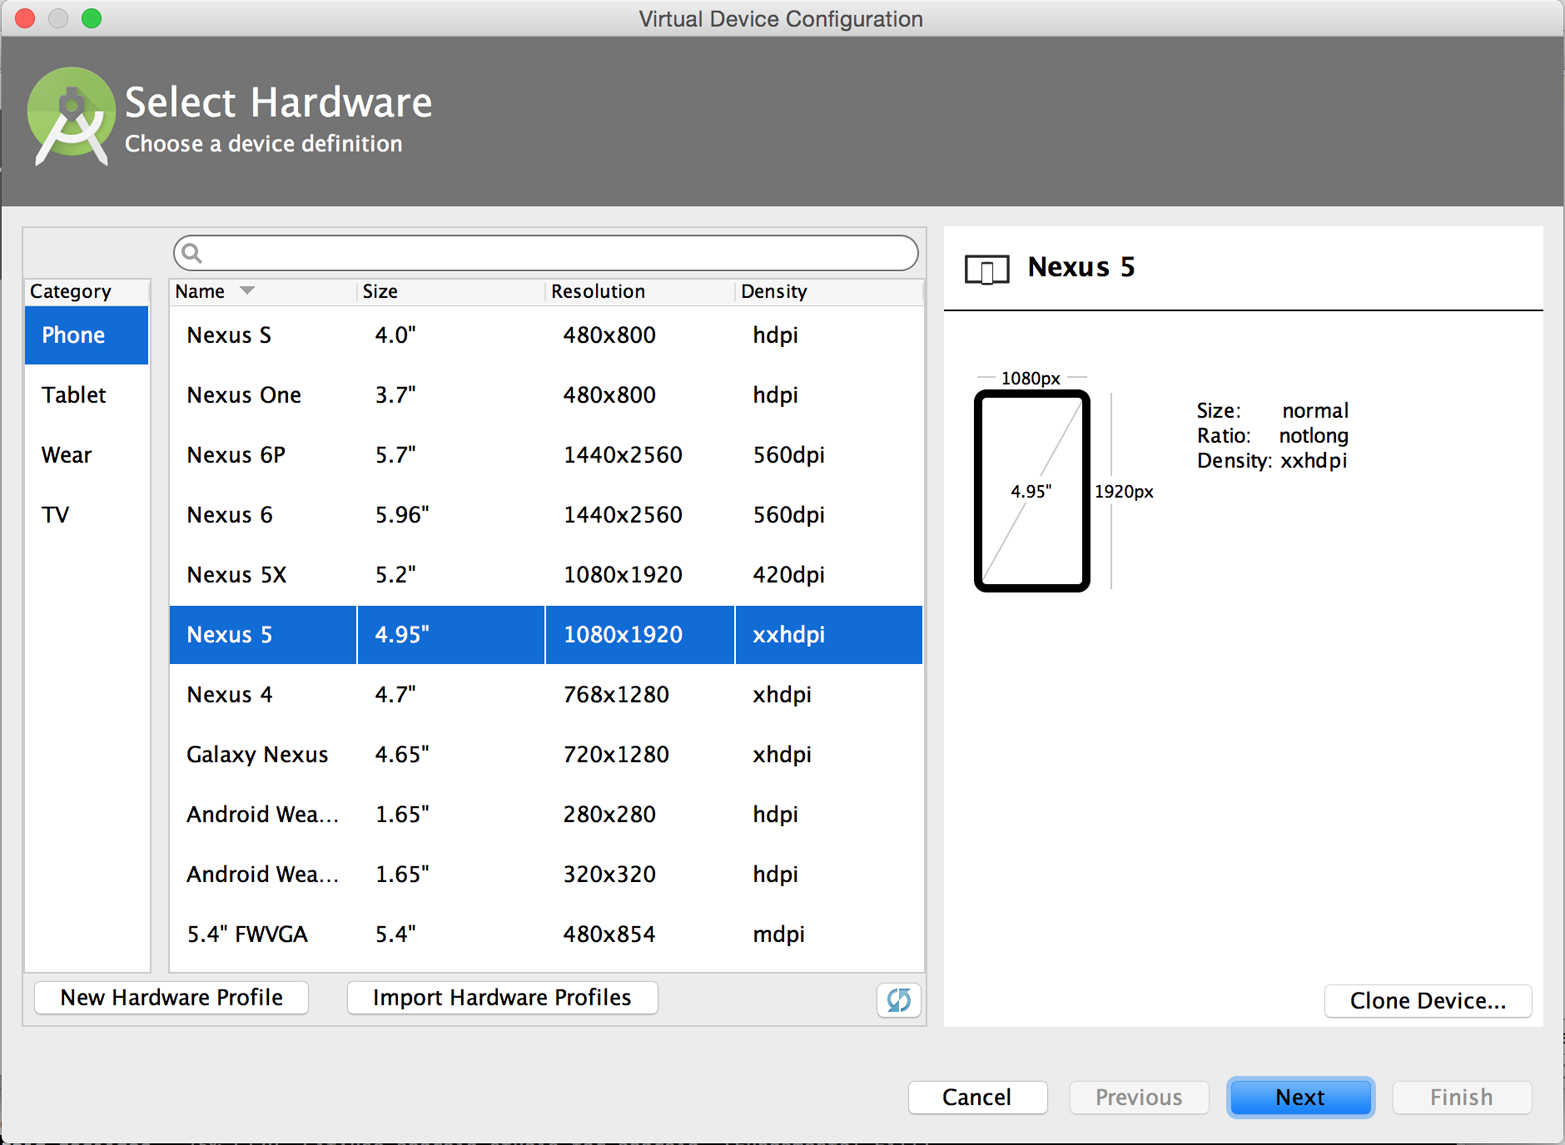 Virtual Device Configuration
Select Hardware
Choose a device definition
Category
Phone
Tablet
Wear
TV
Name Size Resolution Density
Nexus S 4.0" 480x800 hdpi
Nexus One 3.7" 480x800 hdpi
Nexus 6P 5.7" 1440x2560 560dpi
Nexus 6 5.96" 1440x2560 560dpi
Nexus 5X 5.2" 1080x1920 420dpi
Nexus 5 4.95" 1080x1920 xxhdpi
Nexus 4 4.7" 768x1280 xhdpi
Galaxy Nexus 4.65" 720x1280 xhdpi
Android Wea... 1.65" 280x280 hdpi
Android Wea... 1.65" 320x320 hdpi
5.4" FWVGA 5.4" 480x854 mdpi
New Hardware Profile
Import Hardware Profiles
Nexus 5
1080px
4.95"
1920px
Size: normal
Ratio: notlong
Density: xxhdpi
Clone Device...
Cancel
Previous
Next
Finish